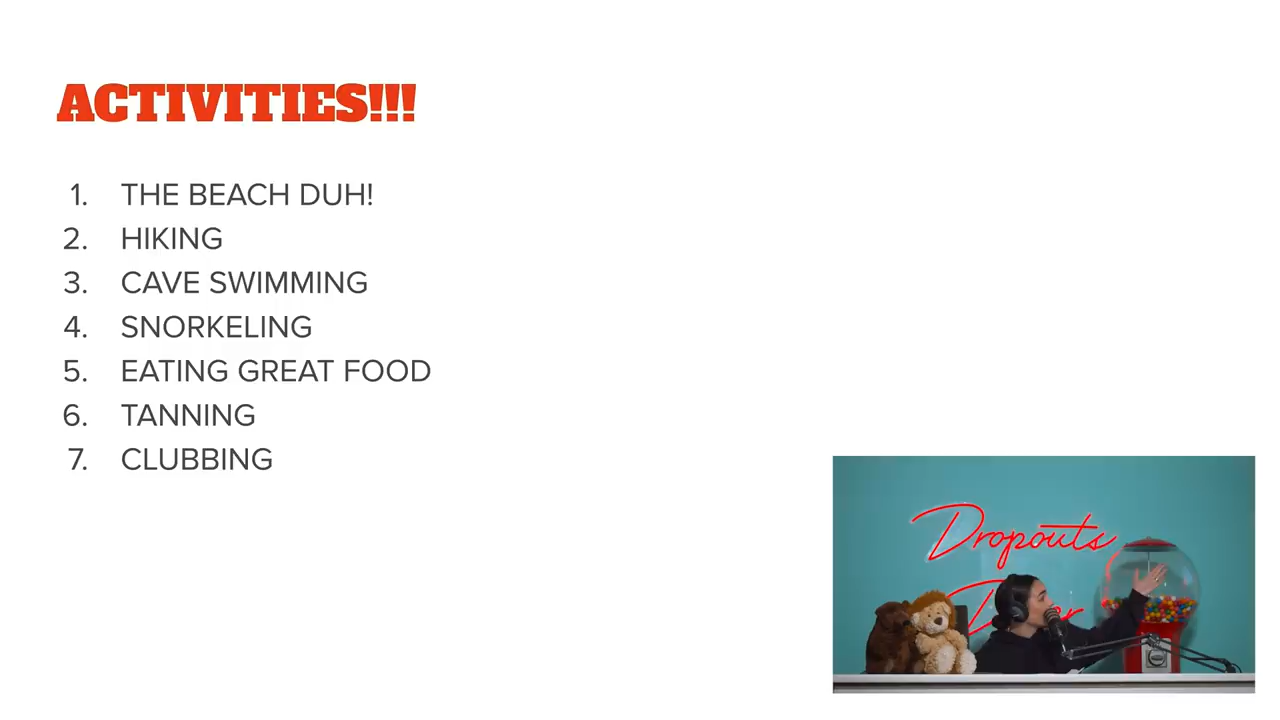 ACTIVITIES!!!
1. THE BEACH DUH!
2. HIKING
3. CAVE SWIMMING
4. SNORKELING
5. EATING GREAT FOOD
6. TANNING
7. CLUBBING
Dropouts